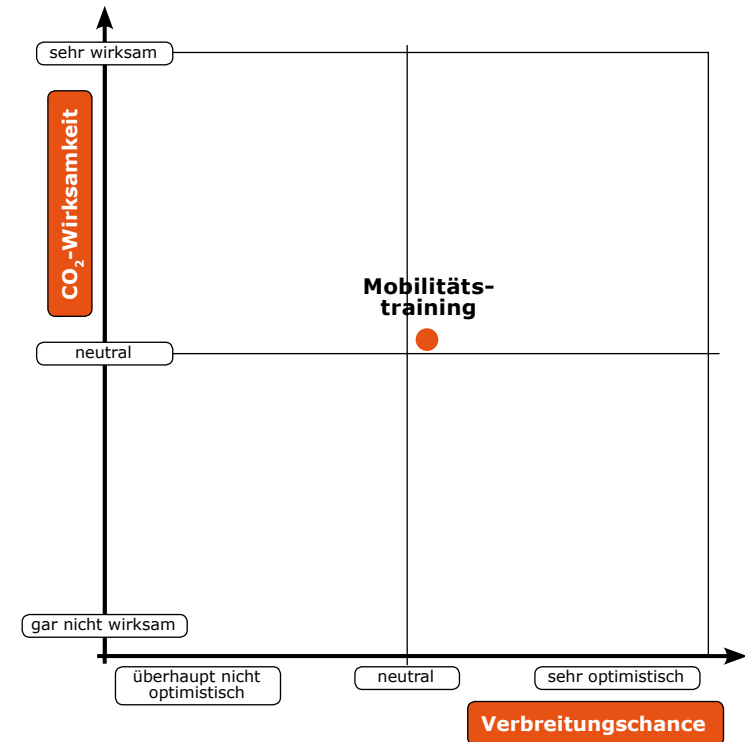 sehr wirksam
CO₂-Wirksamkeit
Mobilitäts-
training
neutral
gar nicht wirksam
überhaupt nicht
optimistisch
neutral
sehr optimistisch
Verbreitungschance